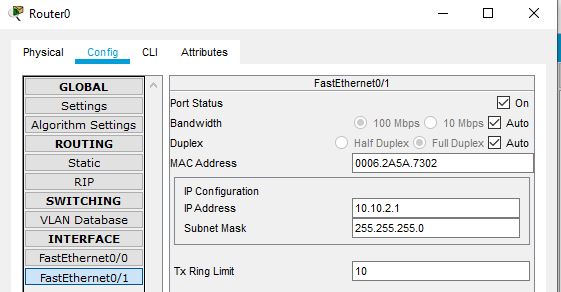 Router0
Physical Config CLI Attributes
GLOBAL
Settings
Algorithm Settings
ROUTING
Static
RIP
SWITCHING
VLAN Database
INTERFACE
FastEthernet0/0
FastEthernet0/1
FastEthernet0/1
Port Status On
Bandwidth 100 Mbps 10 Mbps Auto
Duplex Half Duplex Full Duplex Auto
MAC Address 0006.2A5A.7302
IP Configuration
IP Address 10.10.2.1
Subnet Mask 255.255.255.0
Tx Ring Limit 10